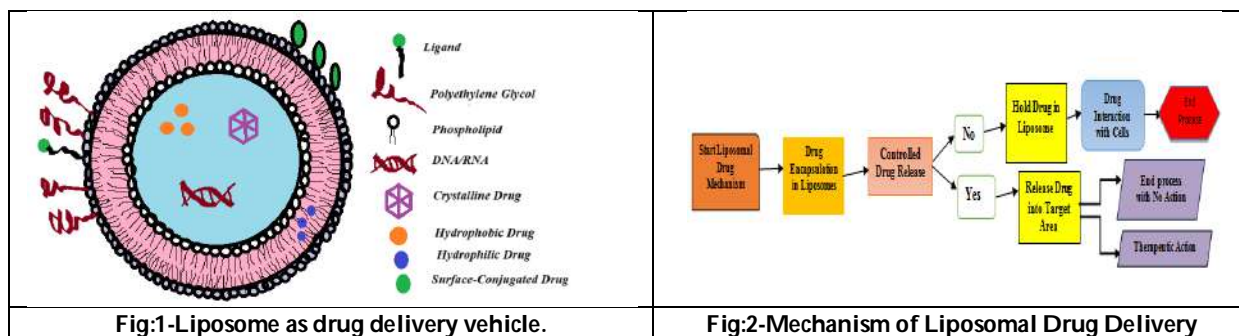 Ligand
Polyethylene Glycol
Phospholipid
DNA/RNA
Crystalline Drug
Hydrophobic Drug
Hydrophilic Drug
Surface-Conjugated Drug
Fig:1-Liposome as drug delivery vehicle.
Start Liposomal
Drug
Mechanism
Drug
Encapsulation
in Liposomes
Controlled
Drug Release
No
Yes
Hold Drug in
Liposome
Drug
Interaction
with Cells
End
Process
Release Drug
into Target
Area
End process
with No Action
Therapeutic Action
Fig:2-Mechanism of Liposomal Drug Delivery